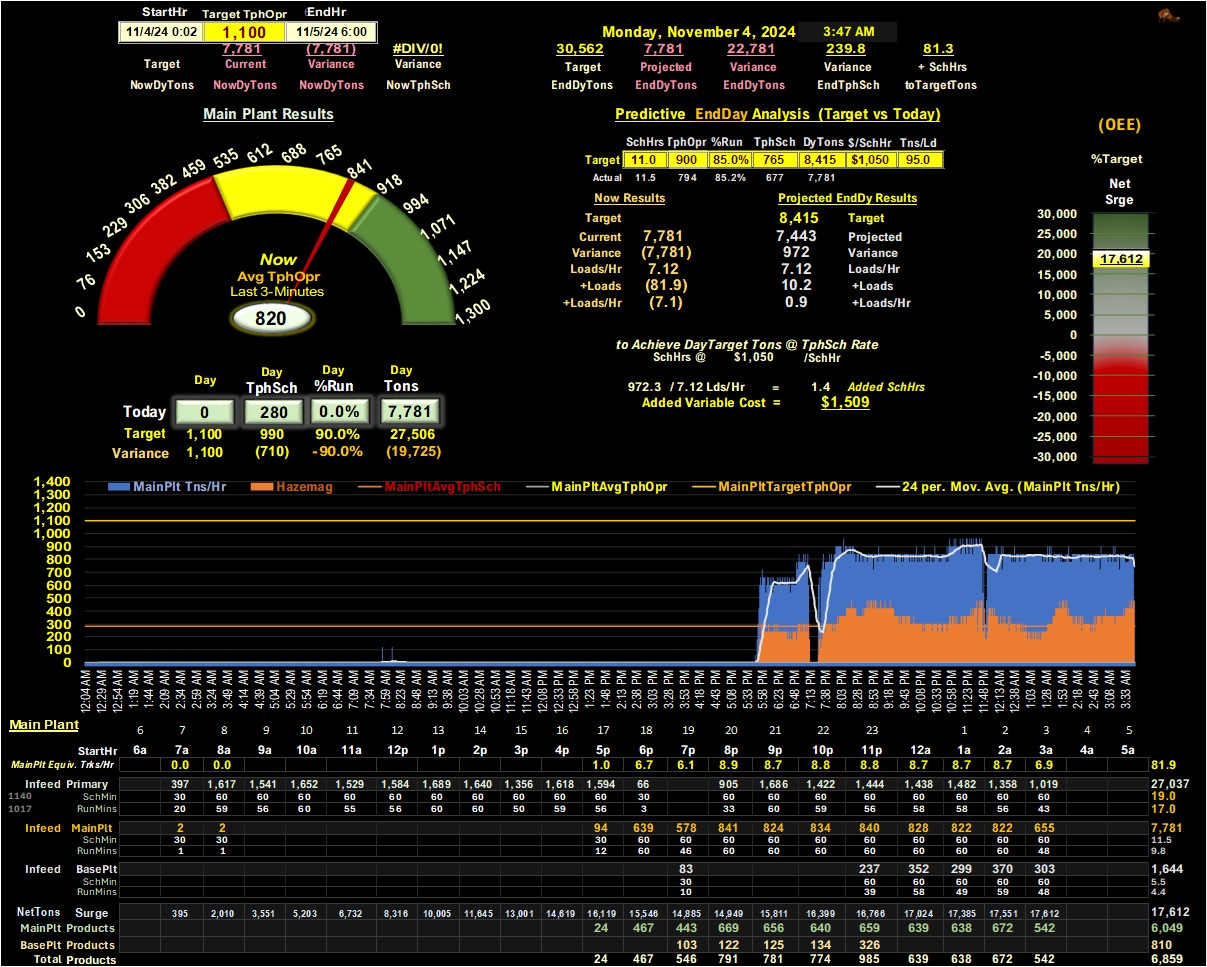 StartHr Target TphOpr EndHr
11/4/24 0:02 1,100 11/5/24 6:00 Monday, November 4, 2024 3:47 AM
7,781 (7,781) #DIV/0! 30,562 7,781 22,781 239.8 81.3
Target Current Variance Variance Target Projected Variance Variance + SchHrs
NowDyTons NowDyTons NowDyTons NowTphSch EndDyTons EndDyTons EndDyTons EndTphSch toTargetTons
Main Plant Results
0 76 153 229 306 382 459 535 612 688 765 841 918 994 1,071 1,147 1,224 1,300
Now
Avg TphOpr
Last 3-Minutes
820
Day Day Day Day
TphSch %Run Tons
Today 0 280 0.0% 7,781
Target 1,100 990 90.0% 27,506
Variance 1,100 (710) -90.0% (19,725)
Predictive EndDay Analysis (Target vs Today)
SchHrs TphOpr %Run TphSch DyTons $/SchHr Tns/Ld
Target 11.0 900 85.0% 765 8,415 $1,050 95.0
Actual 11.5 794 85.2% 677 7,781
Now Results Projected EndDy Results
Target 8,415 Target
Current 7,781 7,443 Projected
Variance (7,781) 972 Variance
Loads/Hr 7.12 7.12 Loads/Hr
+Loads (81.9) 10.2 +Loads
+Loads/Hr (7.1) 0.9 +Loads/Hr
to Achieve DayTarget Tons @ TphSch Rate
SchHrs @ $1,050 /SchHr
972.3 / 7.12 Lds/Hr = 1.4 Added SchHrs
Added Variable Cost = $1,509
(OEE)
%Target
Net
Srge
30,000
25,000
20,000
17,612
15,000
10,000
5,000
0
-5,000
-10,000
-15,000
-20,000
-25,000
-30,000
MainPlt Tns/Hr Hazemag MainPltAvgTphSch MainPltAvgTphOpr MainPltTargetTphOpr 24 per. Mov. Avg. (MainPlt Tns/Hr)
1,400
1,300
1,200
1,100
1,000
900
800
700
600
500
400
300
200
100
0
12:04 AM 12:29 AM 12:54 AM 1:19 AM 1:44 AM 2:09 AM 2:34 AM 2:59 AM 3:24 AM 3:49 AM 4:14 AM 4:39 AM 5:04 AM 5:29 AM 5:54 AM 6:19 AM 6:44 AM 7:09 AM 7:34 AM 7:59 AM 8:23 AM 8:48 AM 9:13 AM 9:38 AM 10:03 AM 10:28 AM 10:53 AM 11:18 AM 11:43 AM 12:08 PM 12:33 PM 12:58 PM 1:23 PM 1:48 PM 2:13 PM 2:38 PM 3:03 PM 3:28 PM 3:53 PM 4:18 PM 4:43 PM 5:08 PM 5:33 PM 5:58 PM 6:23 PM 6:48 PM 7:13 PM 7:38 PM 8:03 PM 8:28 PM 8:53 PM 9:18 PM 9:43 PM 10:08 PM 10:33 PM 10:58 PM 11:23 PM 11:48 PM 12:13 AM 12:38 AM 1:03 AM 1:28 AM 1:53 AM 2:18 AM 2:43 AM 3:08 AM 3:33 AM
Main Plant 6 7 8 9 10 11 12 13 14 15 16 17 18 19 20 21 22 23 1 2 3 4 5
StartHr 6a 7a 8a 9a 10a 11a 12p 1p 2p 3p 4p 5p 6p 7p 8p 9p 10p 11p 12a 1a 2a 3a 4a 5a
MainPlt Equiv. Trks/Hr 0.0 0.0 1.0 6.7 6.1 8.9 8.7 8.8 8.8 8.7 8.7 8.7 6.9 81.9
Infeed Primary 397 1,617 1,541 1,652 1,529 1,584 1,689 1,640 1,356 1,618 1,594 66 905 1,686 1,422 1,444 1,438 1,482 1,358 1,019 27,037
1140 SchMin 30 60 60 60 60 60 60 60 60 60 60 30 60 60 60 60 60 60 60 60 19.0
1017 RunMins 20 59 56 60 55 56 60 60 50 59 56 3 33 60 59 56 58 58 56 43 17.0
Infeed MainPlt 2 2 94 639 578 841 824 834 840 828 822 822 655 7,781
SchMin 30 30 30 60 60 60 60 60 60 60 60 60 60 11.5
RunMins 1 1 12 60 46 60 60 60 60 60 60 60 48 9.8
Infeed BasePlt 83 237 352 299 370 303 1,644
SchMin 30 60 60 60 60 60 5.5
RunMins 10 39 58 49 59 48 4.4
NetTons Surge 395 2,010 3,551 5,203 6,732 8,316 10,005 11,645 13,001 14,619 16,119 15,546 14,885 14,949 15,811 16,399 16,766 17,024 17,385 17,551 17,612 17,612
MainPlt Products 24 467 443 669 656 640 659 639 638 672 542 6,049
BasePlt Products 103 122 125 134 326 810
Total Products 24 467 546 791 781 774 985 639 638 672 542 6,859